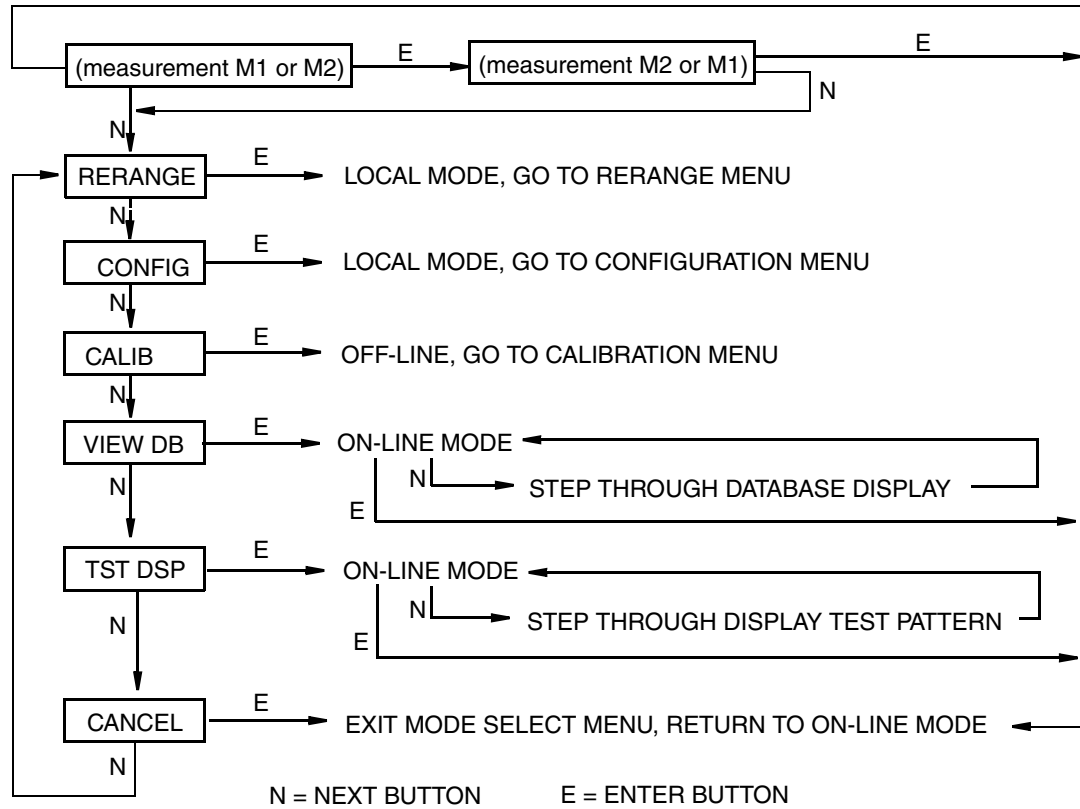 (measurement M1 or M2)
E
(measurement M2 or M1)
E
N
N
RERANGE
E
LOCAL MODE, GO TO RERANGE MENU
N
CONFIG
E
LOCAL MODE, GO TO CONFIGURATION MENU
N
CALIB
E
OFF-LINE, GO TO CALIBRATION MENU
N
VIEW DB
E
ON-LINE MODE
N
N
STEP THROUGH DATABASE DISPLAY
E
TST DSP
E
ON-LINE MODE
N
N
STEP THROUGH DISPLAY TEST PATTERN
E
CANCEL
E
EXIT MODE SELECT MENU, RETURN TO ON-LINE MODE
N
N = NEXT BUTTON
E = ENTER BUTTON